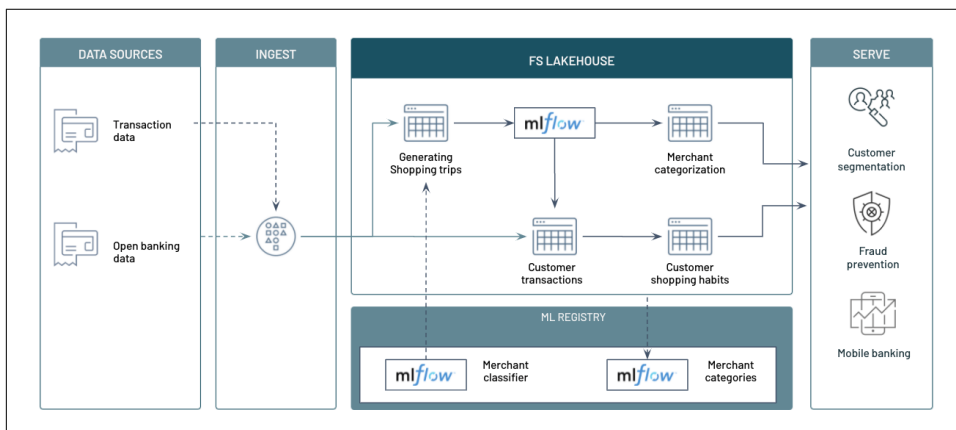 DATA SOURCES
INGEST
FS LAKEHOUSE
SERVE
Transaction
data
Open banking
data
Generating
Shopping trips
mlflow
Merchant
categorization
Customer
transactions
Customer
shopping habits
Customer
segmentation
Fraud
prevention
Mobile banking
ML REGISTRY
mlflow
Merchant
classifier
mlflow
Merchant
categories